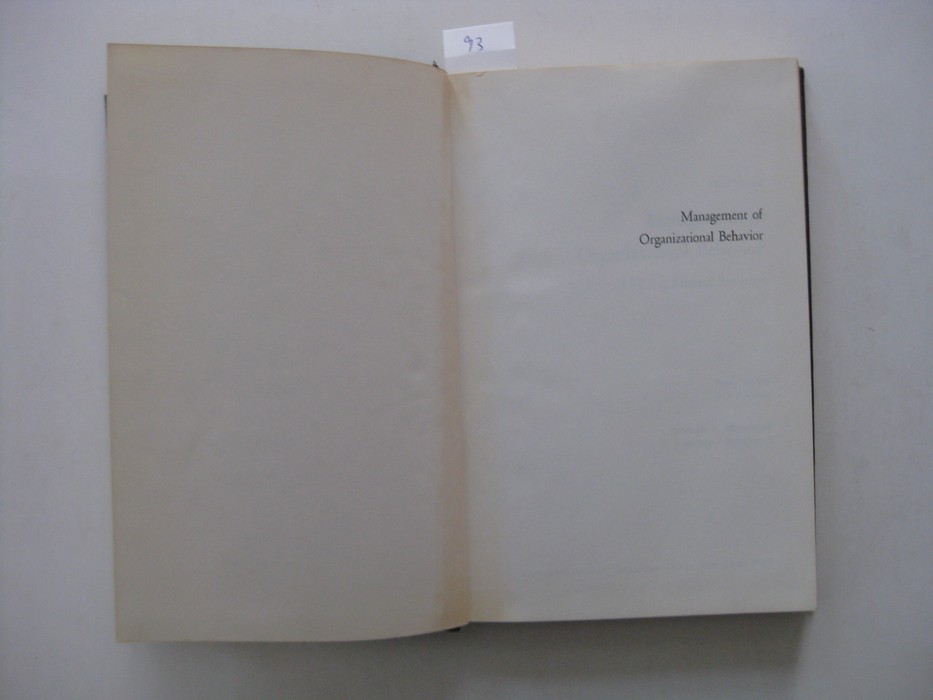 93
Management of
Organizational Behavior